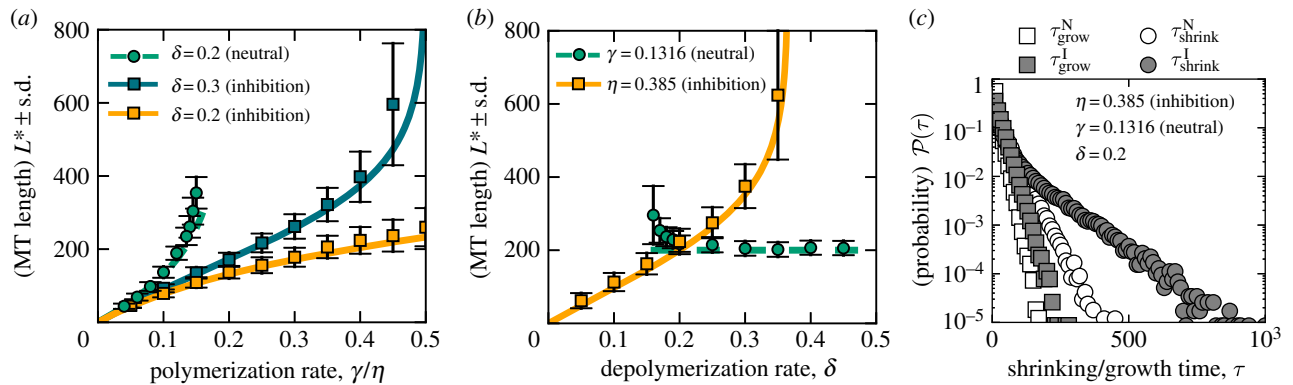 (a)
800
600
400
200
0
(MT length) L* ± s.d.
δ = 0.2 (neutral)
δ = 0.3 (inhibition)
δ = 0.2 (inhibition)
0.1 0.2 0.3 0.4 0.5
polymerization rate, γ/η
(b)
800
600
400
200
0
(MT length) L* ± s.d.
γ = 0.1316 (neutral)
η = 0.385 (inhibition)
0.1 0.2 0.3 0.4 0.5
depolymerization rate, δ
(c)
τ^N_grow τ^N_shrink
τ^I_grow τ^I_shrink
1
10⁻¹
10⁻²
10⁻³
10⁻⁴
10⁻⁵
(probability) P(τ)
η = 0.385 (inhibition)
γ = 0.1316 (neutral)
δ = 0.2
0 500 10³
shrinking/growth time, τ